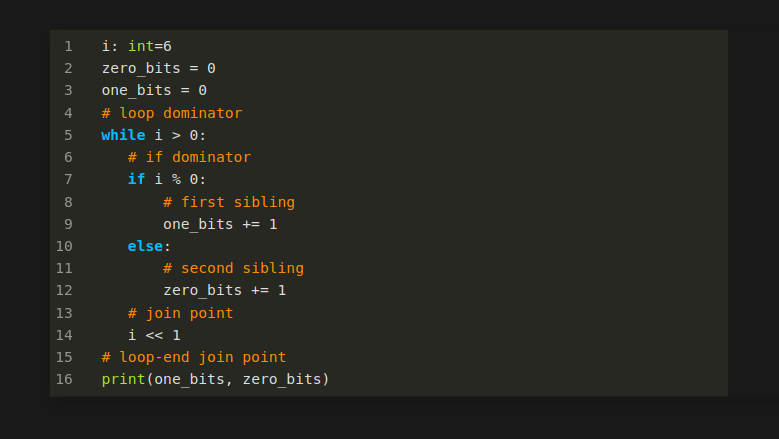 1 i: int=6
2 zero_bits = 0
3 one_bits = 0
4 # loop dominator
5 while i > 0:
6 # if dominator
7 if i % 0:
8 # first sibling
9 one_bits += 1
10 else:
11 # second sibling
12 zero_bits += 1
13 # join point
14 i << 1
15 # loop-end join point
16 print(one_bits, zero_bits)